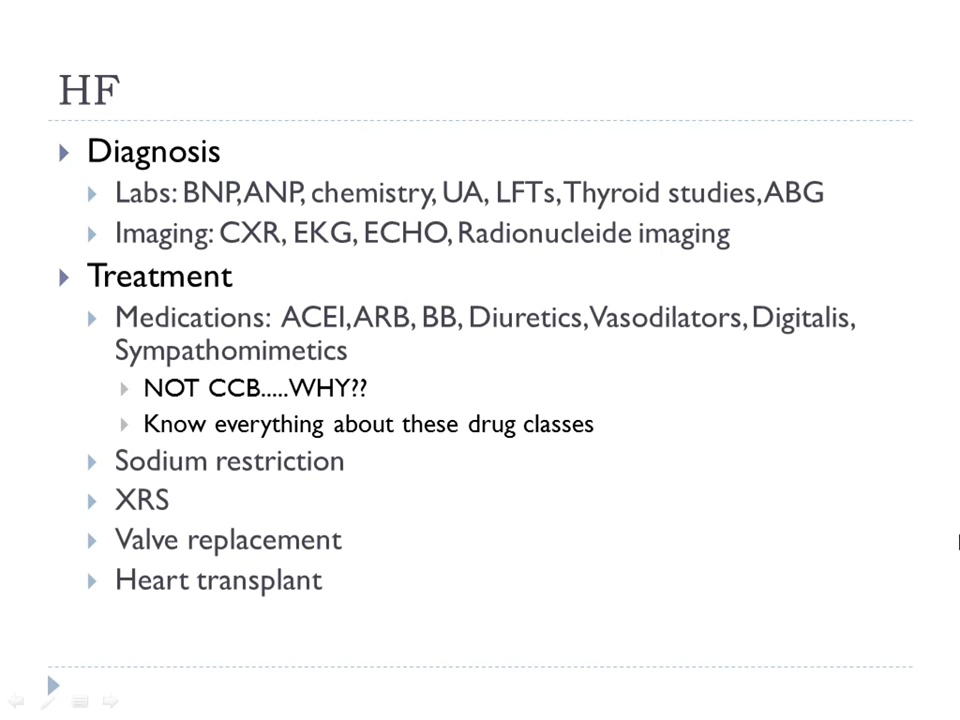 HF
Diagnosis
Labs: BNP, ANP, chemistry, UA, LFTs, Thyroid studies, ABG
Imaging: CXR, EKG, ECHO, Radionucleide imaging
Treatment
Medications: ACEI, ARB, BB, Diuretics, Vasodilators, Digitalis,
Sympathomimetics
NOT CCB.....WHY??
Know everything about these drug classes
Sodium restriction
XRS
Valve replacement
Heart transplant